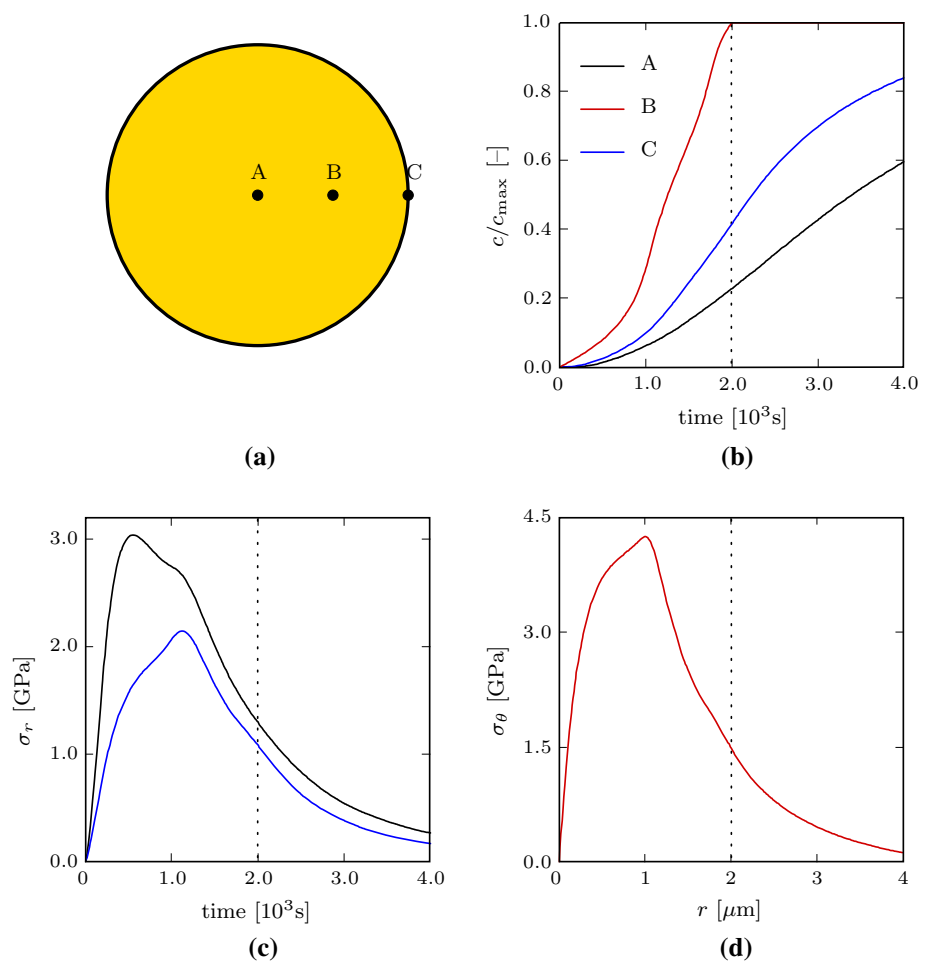 A B C
(a)
1.0
0.8
0.6
0.4
0.2
0.0
c/c_max [–]
A
B
C
0 1.0 2.0 3.0 4.0
time [10³s]
(b)
3.0
2.0
1.0
0.0
σ_r [GPa]
0 1.0 2.0 3.0 4.0
time [10³s]
(c)
4.5
3.0
1.5
0.0
σ_θ [GPa]
0 1 2 3 4
r [μm]
(d)